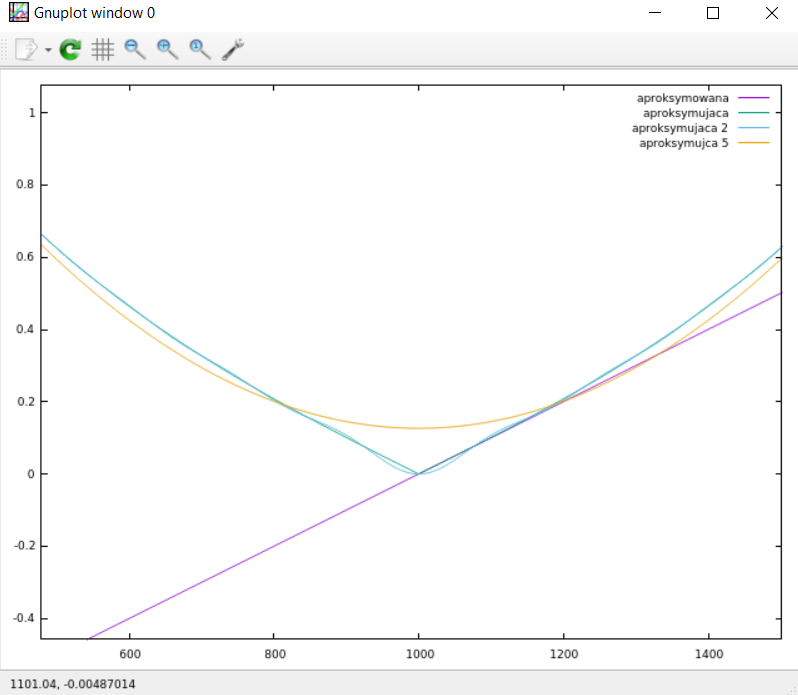 Gnuplot window 0
aproksymowana
aproksymujaca
aproksymujaca 2
aproksymujca 5
1
0.8
0.6
0.4
0.2
0
-0.2
-0.4
600 800 1000 1200 1400
1101.04, -0.00487014